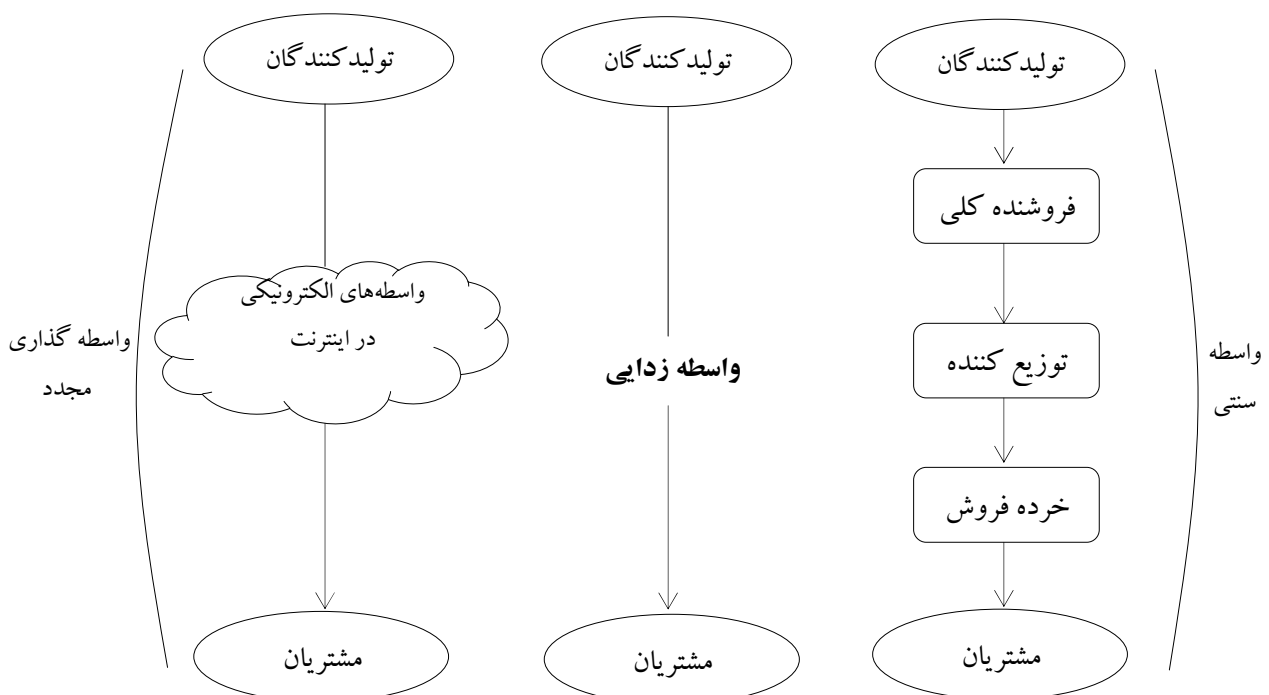 تولیدکنندگان
فروشنده کلی
توزیع کننده
خرده فروش
مشتریان
واسطه
سنتی
تولیدکنندگان
واسطه زدایی
مشتریان
تولیدکنندگان
واسطه‌های الکترونیکی
در اینترنت
مشتریان
واسطه گذاری
مجدد